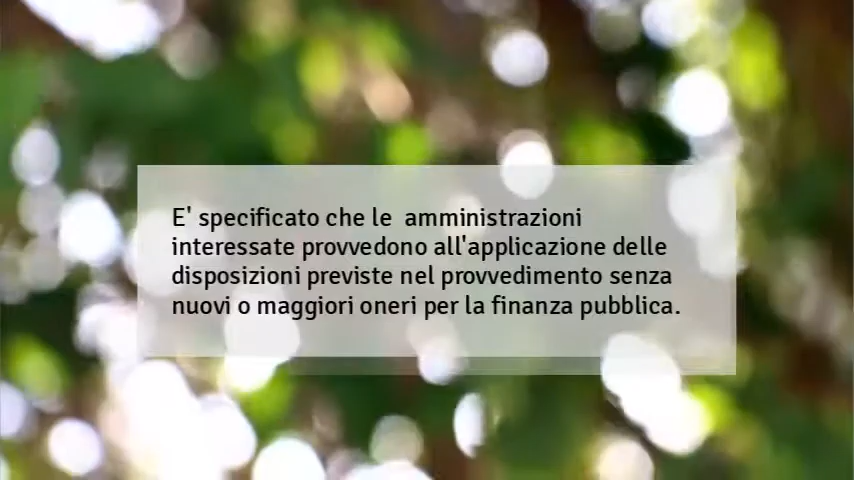 E' specificato che le  amministrazioni
interessate provvedono all'applicazione delle
disposizioni previste nel provvedimento senza
nuovi o maggiori oneri per la finanza pubblica.